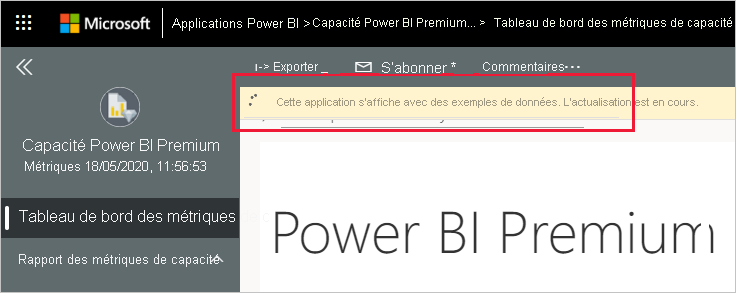 Microsoft Applications Power BI >Capacité Power BI Premium... > Tableau de bord des métriques de capacité
Exporter _ S'abonner * Commentaires···
Cette application s'affiche avec des exemples de données. L'actualisation est en cours.
Capacité Power BI Premium
Métriques 18/05/2020, 11:56:53
Tableau de bord des métriques
Rapport des métriques de capacité
Power BI Premium